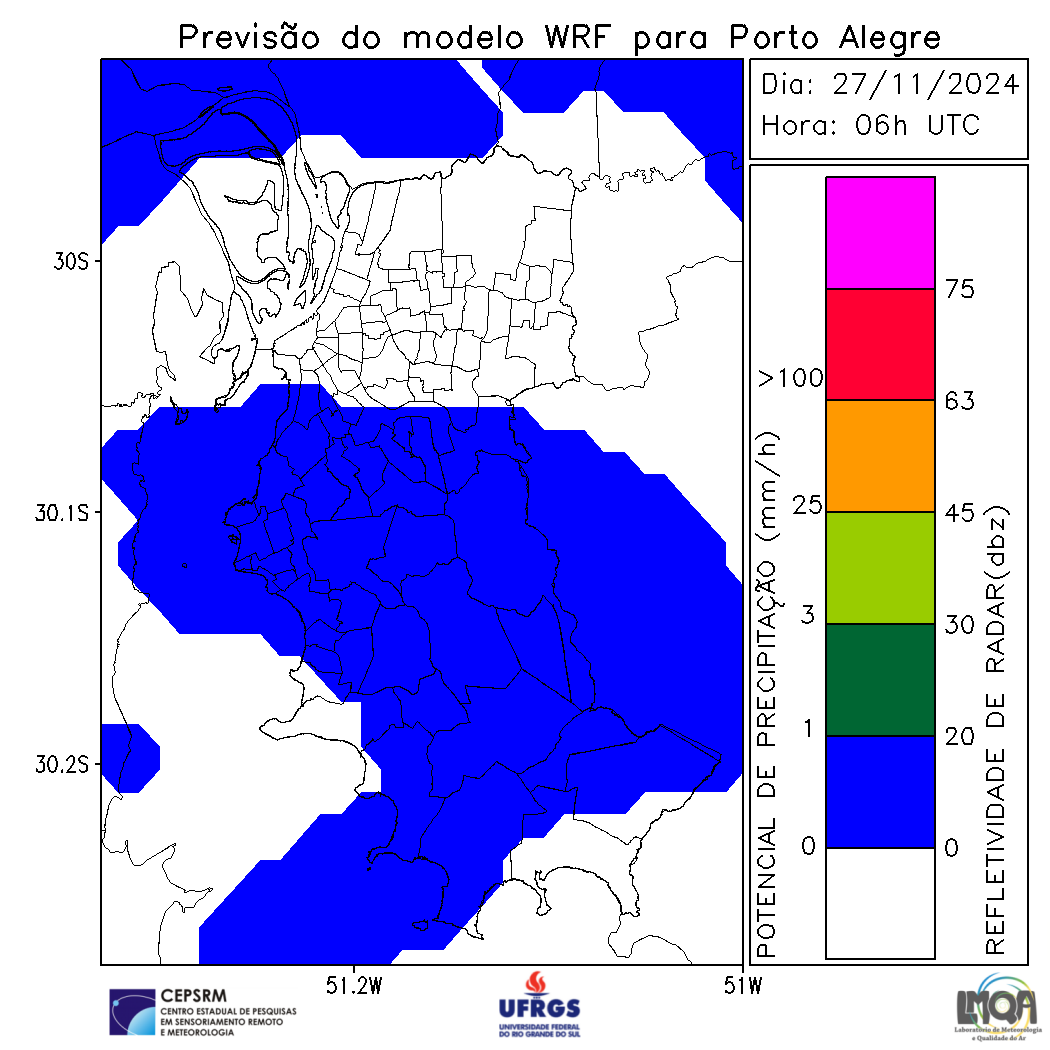 Previsão do modelo WRF para Porto Alegre
Dia: 27/11/2024
Hora: 06h UTC
30S
30.1S
30.2S
51.2W
51W
POTENCIAL DE PRECIPITAÇÃO (mm/h)
>100
25
3
1
0
75
63
45
30
20
0
REFLETIVIDADE DE RADAR(dbz)
CEPSRM
CENTRO ESTADUAL DE PESQUISAS
EM SENSORIAMENTO REMOTO
E METEOROLOGIA
UFRGS
UNIVERSIDADE FEDERAL
DO RIO GRANDE DO SUL
LMQA
Laboratório de Meteorologia
e Qualidade do Ar